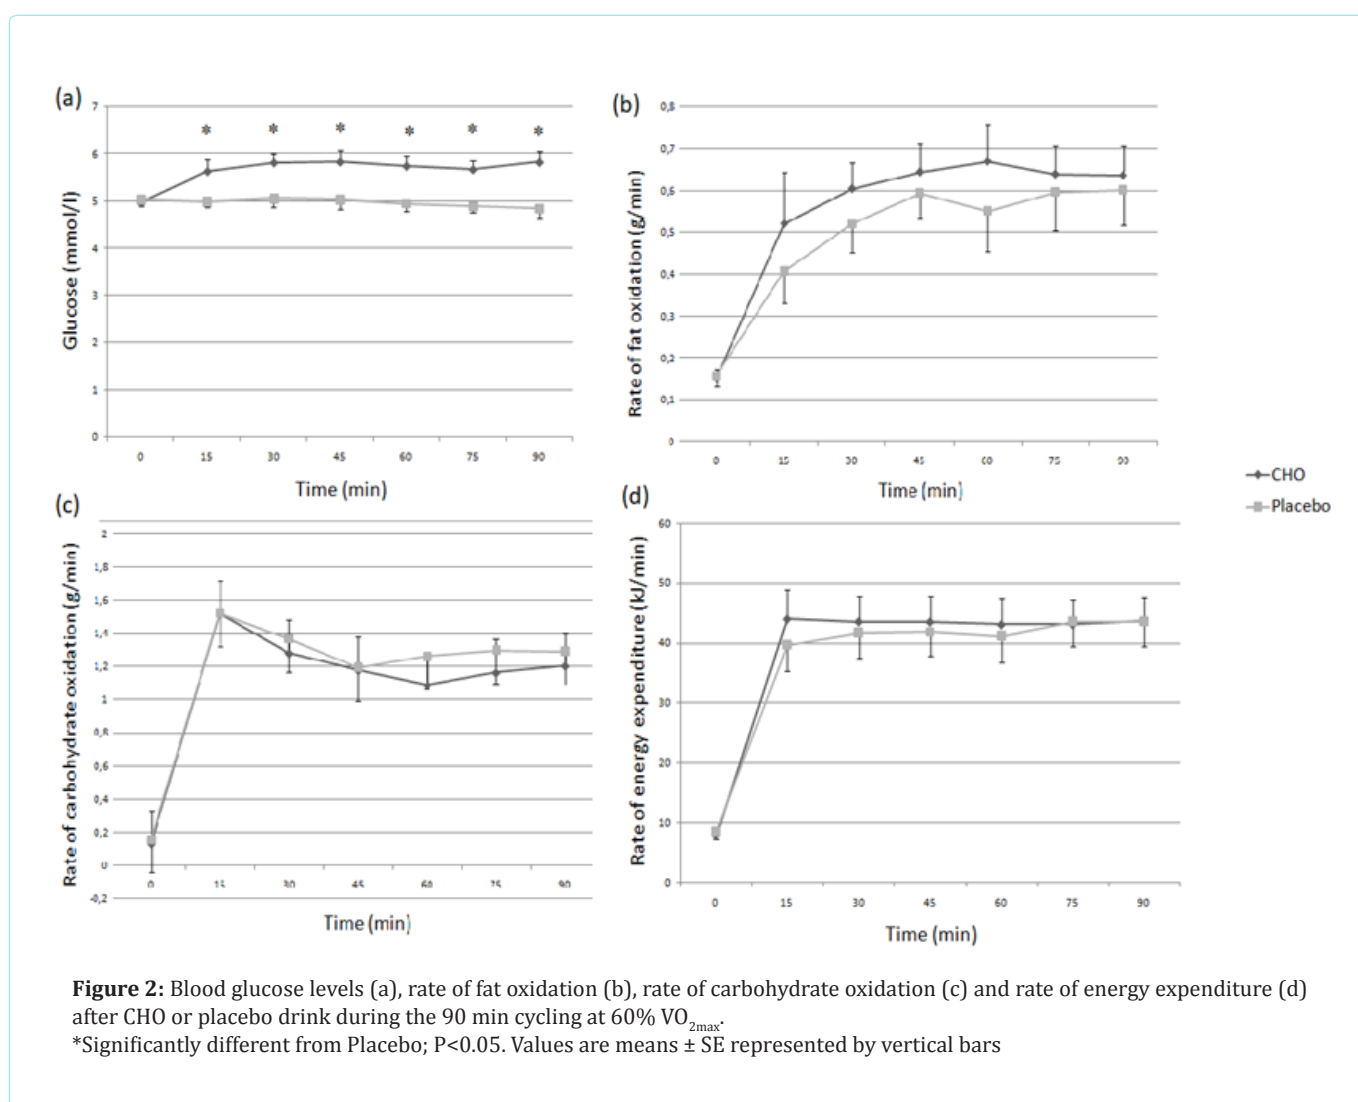 (a)
7
6
5
4
3
2
1
0
Glucose (mmol/l)
* * * * * *
0 15 30 45 60 75 90
Time (min)
(b)
0,8
0,7
0,6
0,5
0,4
0,3
0,2
0,1
0
Rate of fat oxidation (g/min)
0 15 30 45 60 75 90
Time (min)
CHO
Placebo
(c)
2
1,8
1,6
1,4
1,2
1
0,8
0,6
0,4
0,2
0
-0,2
Rate of carbohydrate oxidation (g/min)
0 15 30 45 60 75 90
Time (min)
(d)
60
50
40
30
20
10
0
Rate of energy expenditure (kJ/min)
0 15 30 45 60 75 90
Time (min)
Figure 2: Blood glucose levels (a), rate of fat oxidation (b), rate of carbohydrate oxidation (c) and rate of energy expenditure (d)
after CHO or placebo drink during the 90 min cycling at 60% VO2max.
*Significantly different from Placebo; P<0.05. Values are means ± SE represented by vertical bars